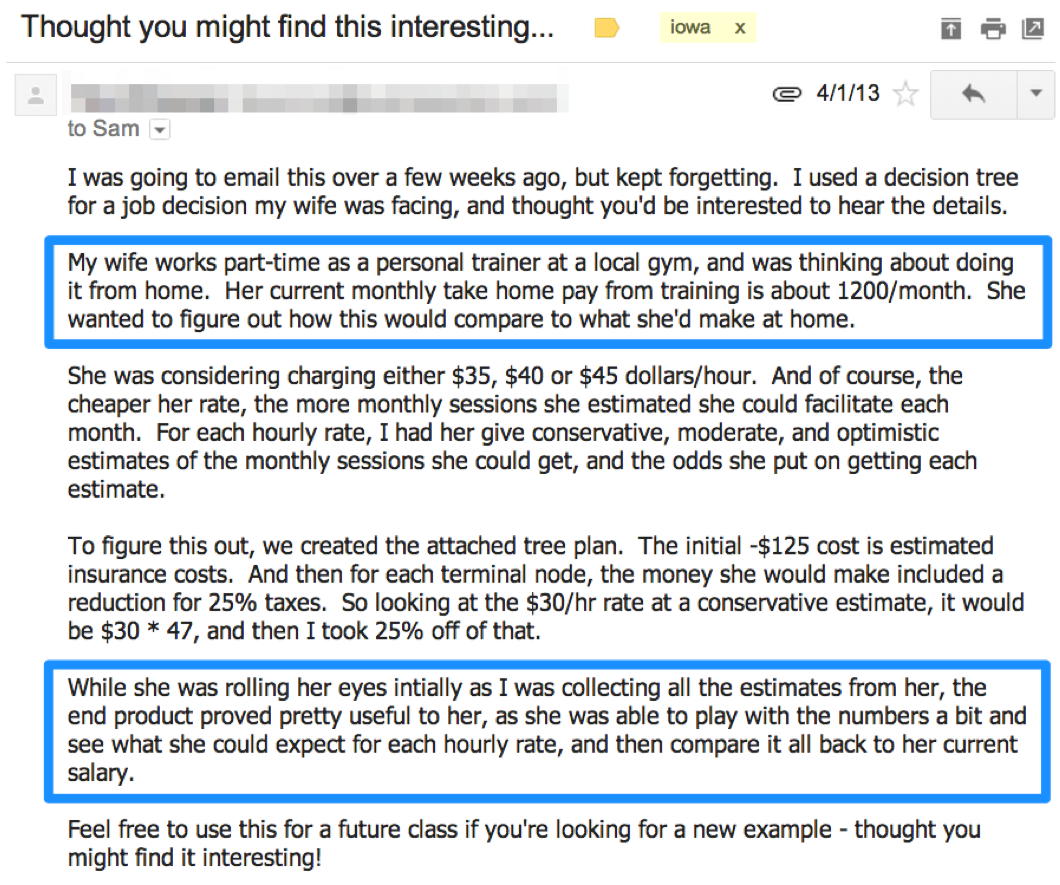 Thought you might find this interesting...
iowa x
4/1/13
to Sam
I was going to email this over a few weeks ago, but kept forgetting.  I used a decision tree
for a job decision my wife was facing, and thought you'd be interested to hear the details.
My wife works part-time as a personal trainer at a local gym, and was thinking about doing
it from home.  Her current monthly take home pay from training is about 1200/month.  She
wanted to figure out how this would compare to what she'd make at home.
She was considering charging either $35, $40 or $45 dollars/hour.  And of course, the
cheaper her rate, the more monthly sessions she estimated she could facilitate each
month.  For each hourly rate, I had her give conservative, moderate, and optimistic
estimates of the monthly sessions she could get, and the odds she put on getting each
estimate.
To figure this out, we created the attached tree plan.  The initial -$125 cost is estimated
insurance costs.  And then for each terminal node, the money she would make included a
reduction for 25% taxes.  So looking at the $30/hr rate at a conservative estimate, it would
be $30 * 47, and then I took 25% off of that.
While she was rolling her eyes intially as I was collecting all the estimates from her, the
end product proved pretty useful to her, as she was able to play with the numbers a bit and
see what she could expect for each hourly rate, and then compare it all back to her current
salary.
Feel free to use this for a future class if you're looking for a new example - thought you
might find it interesting!